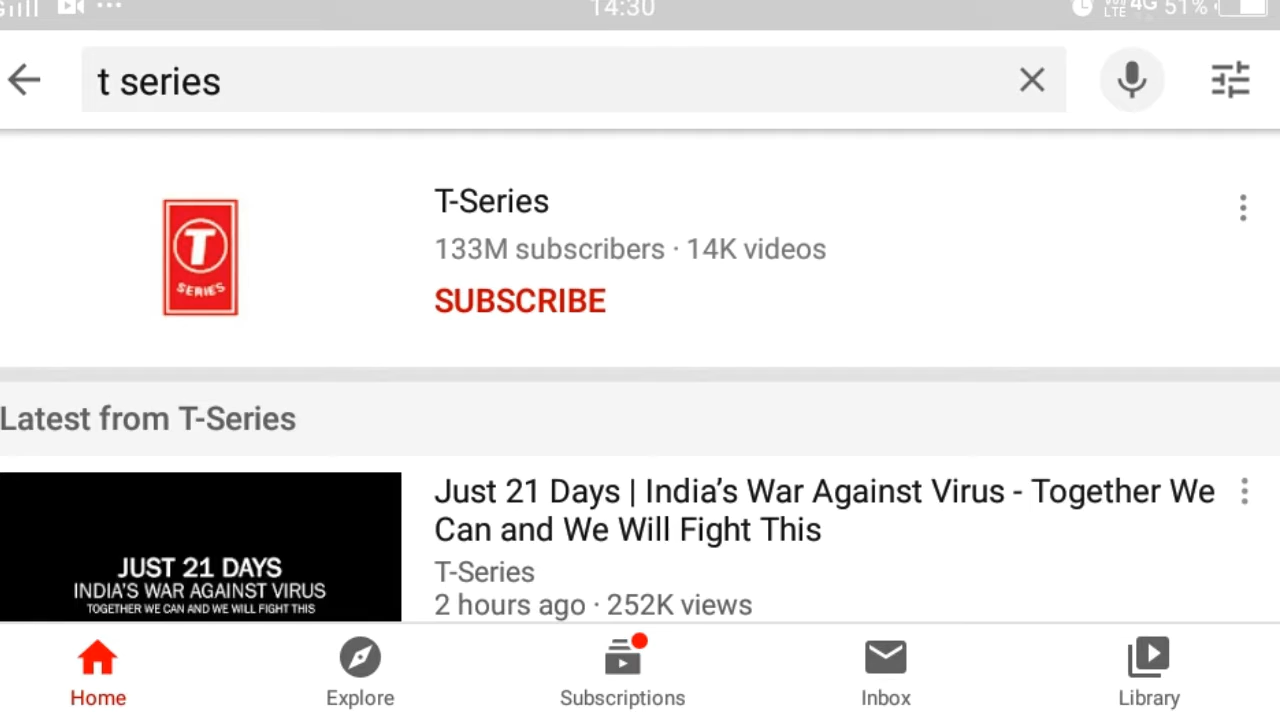 14:30
LTE 4G 51%
t series
T
SERIES
T-Series
133M subscribers · 14K videos
SUBSCRIBE
Latest from T-Series
JUST 21 DAYS
INDIA'S WAR AGAINST VIRUS
TOGETHER WE CAN AND WE WILL FIGHT THIS
Just 21 Days | India’s War Against Virus - Together We
Can and We Will Fight This
T-Series
2 hours ago · 252K views
Home
Explore
Subscriptions
Inbox
Library